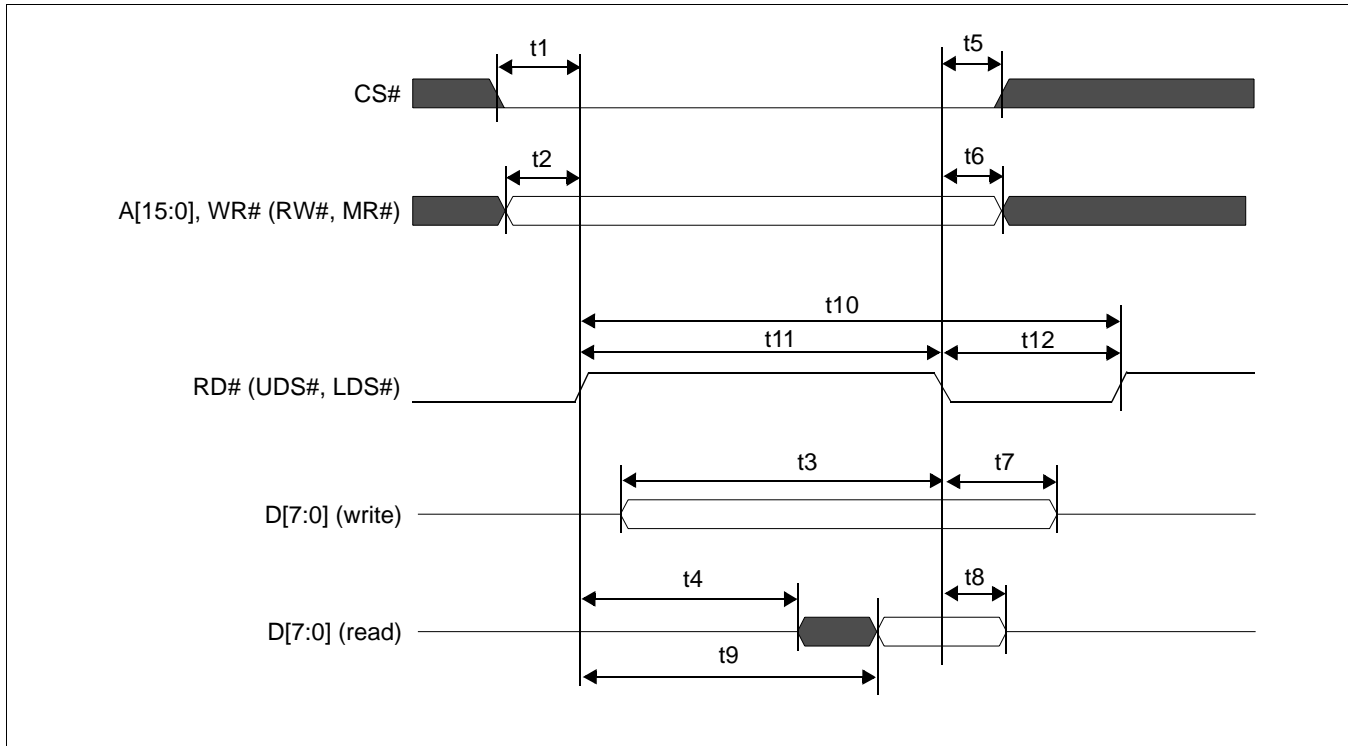 t1
t5
CS#
t2
t6
A[15:0], WR# (RW#, MR#)
t10
t11
t12
RD# (UDS#, LDS#)
t3
t7
D[7:0] (write)
t4
t8
D[7:0] (read)
t9